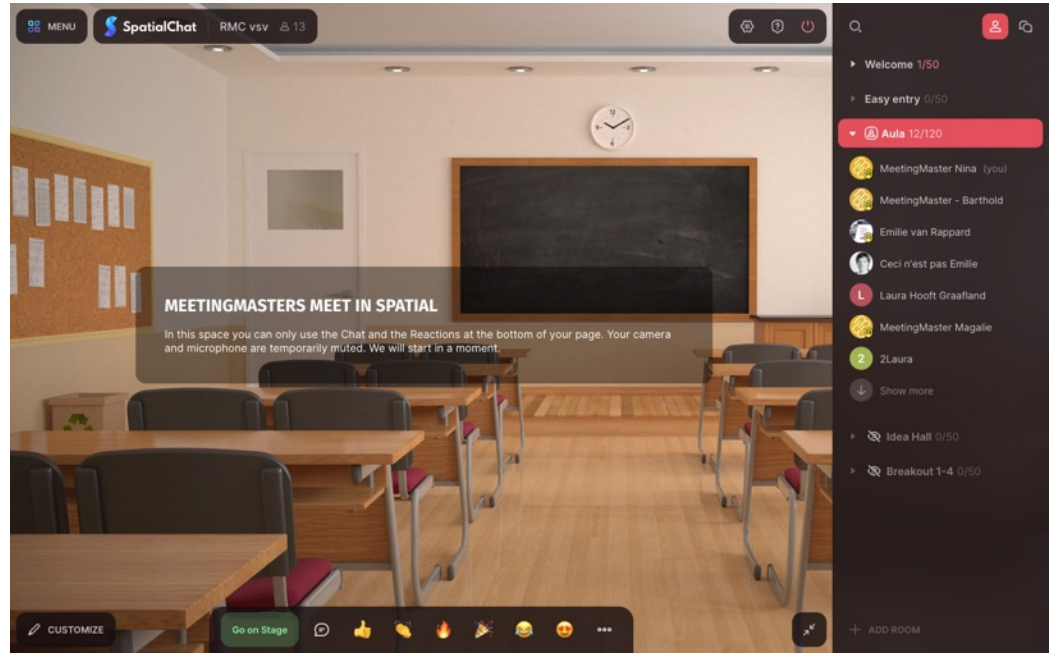 MENU
SpatialChat RMC vsv 13
Welcome 1/50
Easy entry 0/50
Aula 12/120
MeetingMaster Nina (you)
MeetingMaster - Barthold
Emilie van Rappard
Ceci n'est pas Emilie
L Laura Hooft Graafland
MeetingMaster Magalie
2 2Laura
Show more
Idea Hall 0/50
Breakout 1-4 0/50
+ ADD ROOM
MEETINGMASTERS MEET IN SPATIAL
In this space you can only use the Chat and the Reactions at the bottom of your page. Your camera
and microphone are temporarily muted. We will start in a moment.
CUSTOMIZE
Go on Stage